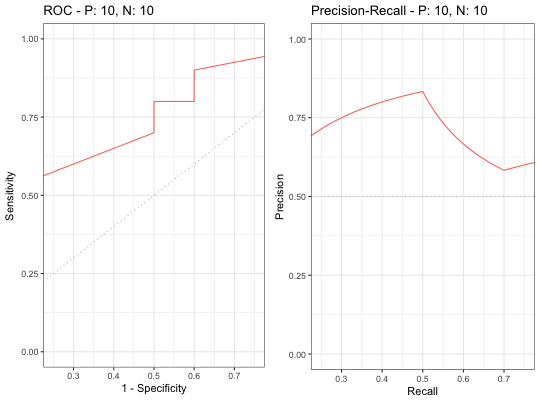 ROC - P: 10, N: 10
Sensitivity
1.00
0.75
0.50
0.25
0.00
0.3 0.4 0.5 0.6 0.7
1 - Specificity
Precision-Recall - P: 10, N: 10
Precision
1.00
0.75
0.50
0.25
0.00
0.3 0.4 0.5 0.6 0.7
Recall